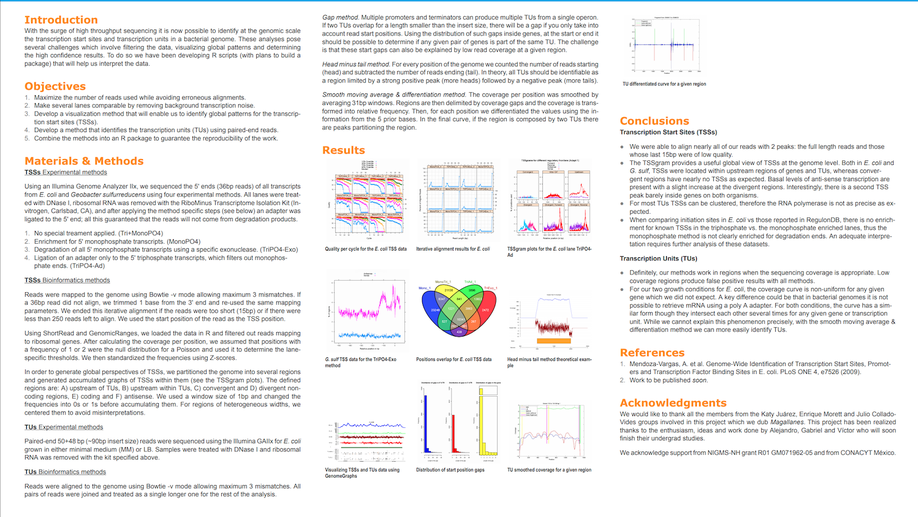 Introduction
With the surge of high throughput sequencing it is now possible to identify at the genomic scale
the transcription start sites and transcription units in a bacterial genome. These analyses pose
several challenges which involve filtering the data, visualizing global patterns and determining
the high confidence results. To do so we have been developing R scripts (with plans to build a
package) that will help us interpret the data.
Objectives
1. Maximize the number of reads used while avoiding erroneous alignments.
2. Make several lanes comparable by removing background transcription noise.
3. Develop a visualization method that will enable us to identify global patterns for the transcrip-
tion start sites (TSSs).
4. Develop a method that identifies the transcription units (TUs) using paired-end reads.
5. Combine the methods into an R package to guarantee the reproducibility of the work.
Materials & Methods
TSSs Experimental methods
Using an Illumina Genome Analyzer IIx, we sequenced the 5' ends (36bp reads) of all transcripts
from E. coli and Geobacter sulfurreducens using four experimental methods. All lanes were treat-
ed with DNase I, ribosomal RNA was removed with the RiboMinus Transcriptome Isolation Kit (In-
vitrogen, Carlsbad, CA), and after applying the method specific steps (see below) an adapter was
ligated to the 5' end; all this guaranteed that the reads will not come from degradation products.
1. No special treament applied. (Tri+MonoPO4)
2. Enrichment for 5' monophosphate transcripts. (MonoPO4)
3. Degradation of all 5' monophosphate transcripts using a specific exonuclease. (TriPO4-Exo)
4. Ligation of an adapter only to the 5' triphosphate transcripts, which filters out monophos-
phate ends. (TriPO4-Ad)
TSSs Bioinformatics methods
Reads were mapped to the genome using Bowtie -v mode allowing maximum 3 mismatches. If
a 36bp read did not align, we trimmed 1 base from the 3' end and re-used the same mapping
parameters. We ended this iterative alignment if the reads were too short (15bp) or if there were
less than 250 reads left to align. We used the start position of the read as the TSS position.
Using ShortRead and GenomicRanges, we loaded the data in R and filtered out reads mapping
to ribosomes. After calculating the coverage per position, we assumed that positions with
a frequency of 1 or 2 were the null distribution for a Poisson and used it to determine the lane-
specific thresholds. We then standardized the frequencies using Z-scores.
In order to generate global perspectives of TSSs, we partitioned the genome into several regions
and generated accumulated graphs of TSSs within them (see the TSSgram plots). The defined
regions are: A) upstream of TUs, B) upstream within TUs, C) convergent and D) divergent non-
coding regions, E) coding and F) antisense. We used a window size of 1bp and changed the
frequencies into 0s or 1s before accumulating them. For regions of heterogeneous widths, we
centered them to avoid misinterpretations.
TUs Experimental methods
Paired-end 50+48 bp (~90bp insert size) reads were sequenced using the Illumina GAIIx for E. coli
grown in either minimal medium (MM) or LB. Samples were treated with DNase I and ribosomal
RNA was removed with the kit specified above.
TUs Bioinformatics methods
Reads were aligned to the genome using Bowtie -v mode allowing maximum 3 mismatches. All
pairs of reads were joined and treated as a single longer one for the rest of the analysis.
Gap method. Multiple promoters and terminators can produce multiple TUs from a single operon.
If two TUs overlap for a length smaller than the insert size, there will be a gap if you only take into
account read start positions. Using the distribution of such gaps inside genes, at the start or end it
should be possible to determine if any given pair of genes is part of the same TU. The challenge
is that these start gaps can also be explained by low read coverage at a given region.
Head minus tail method. For every position of the genome we counted the number of reads starting
(head) and subtracted the number of reads ending (tail). In theory, all TUs should be identifiable as
a region limited by a strong positive peak (more heads) followed by a negative peak (more tails).
Smooth moving average & differentiation method. The coverage per position was smoothed by
averaging 31bp windows. Regions are then delimited by coverage gaps and the coverage is trans-
formed into relative frequency. Then, for each position we differentiated the values using the in-
formation from the 5 prior bases. In the final curve, if the region is composed by two TUs there
are peaks partitioning the region.
Results
Quality per cycle for the E. coli TSS data
Iterative alignment results for E. coli
TSSgram plots for the E. coli lane TriPO4-
Ad
G. suf TSS data for the TriPO4-Exo
method
Positions overlap for E. coli TSS data
Head minus tail method theoretical exam-
ple
Visualizing TSSs and TUs data using
GenomeGraphs
Distribution of start position gaps
TU smoothed coverage for a given region
TU differentiated curve for a given region
Conclusions
Transcription Start Sites (TSSs)
● We were able to align nearly all of our reads with 2 peaks: the full length reads and those
whose last 15bp were of low quality.
● The TSSgram provides a useful global view of TSSs at the genome level. Both in E. coli and
G. sulf, TSSs were located within upstream regions of genes and TUs, whereas conver-
gent regions have nearly no TSSs as expected. Basal levels of anti-sense transcription are
present with a slight increase at the divergent regions. Interestingly, there is a second TSS
peak barely inside genes on both organisms.
● For most TUs TSSs can be clustered, therefore the RNA polymerase is not as precise as ex-
pected.
● When comparing initiation sites in E. coli vs those reported in RegulonDB, there is no enrich-
ment for known TSSs in the triphosphate vs. the monophosphate enriched lanes, thus the
monophosphate method is not clearly enriched for degradation ends. An adequate interpre-
tation requires further analysis of these datasets.
Transcription Units (TUs)
● Definitely, our methods work in regions when the sequencing coverage is appropriate. Low
coverage regions produce false positive results with all methods.
● For our two growth conditions for E. coli, the coverage curve is non-uniform for any given
gene which we did not expect. A key difference could be that in bacterial genomes it is not
possible to retrieve mRNA using a poly A adapter. For both conditions, the curve has a sim-
ilar form though they intersect each other several times for any given gene or transcription
unit. While we cannot explain this phenomenon precisely, with the smooth moving average &
differentiation method we can more easily identify TUs.
References
1. Mendoza-Vargas, A. et al. Genome-Wide Identification of Transcription Start Sites, Promot-
ers and Transcription Factor Binding Sites in E. coli. PLoS ONE 4, e7526 (2009).
2. Work to be published soon.
Acknowledgments
We would like to thank all the members from the Katy Juárez, Enrique Morett and Julio Collado-
Vides groups involved in this project which we dub Magallanes. This project has been realized
thanks to the enthusiasm, ideas and work done by Alejandro, Gabriel and Víctor who will soon
finish their undergrad studies.
We acknowledge support from NIGMS-NIH grant R01 GM071962-05 and from CONACYT México.